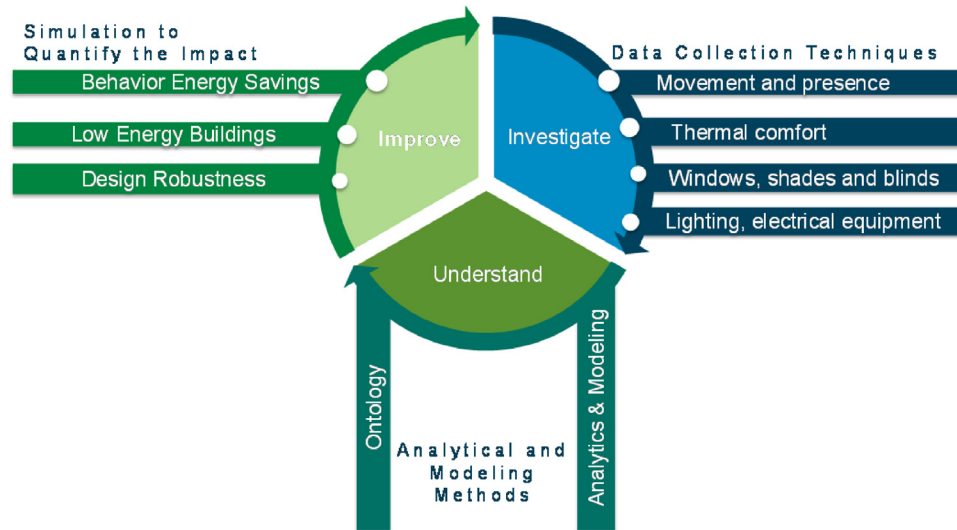 Simulation to
Quantify the Impact
Behavior Energy Savings
Low Energy Buildings
Design Robustness
Improve
Investigate
Understand
Data Collection Techniques
Movement and presence
Thermal comfort
Windows, shades and blinds
Lighting, electrical equipment
Ontology
Analytical and
Modeling
Methods
Analytics & Modeling